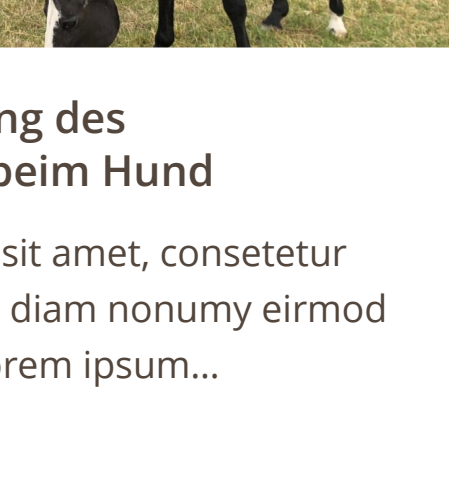 ng des
beim Hund
sit amet, consetetur
diam nonumy eirmod
orem ipsum...